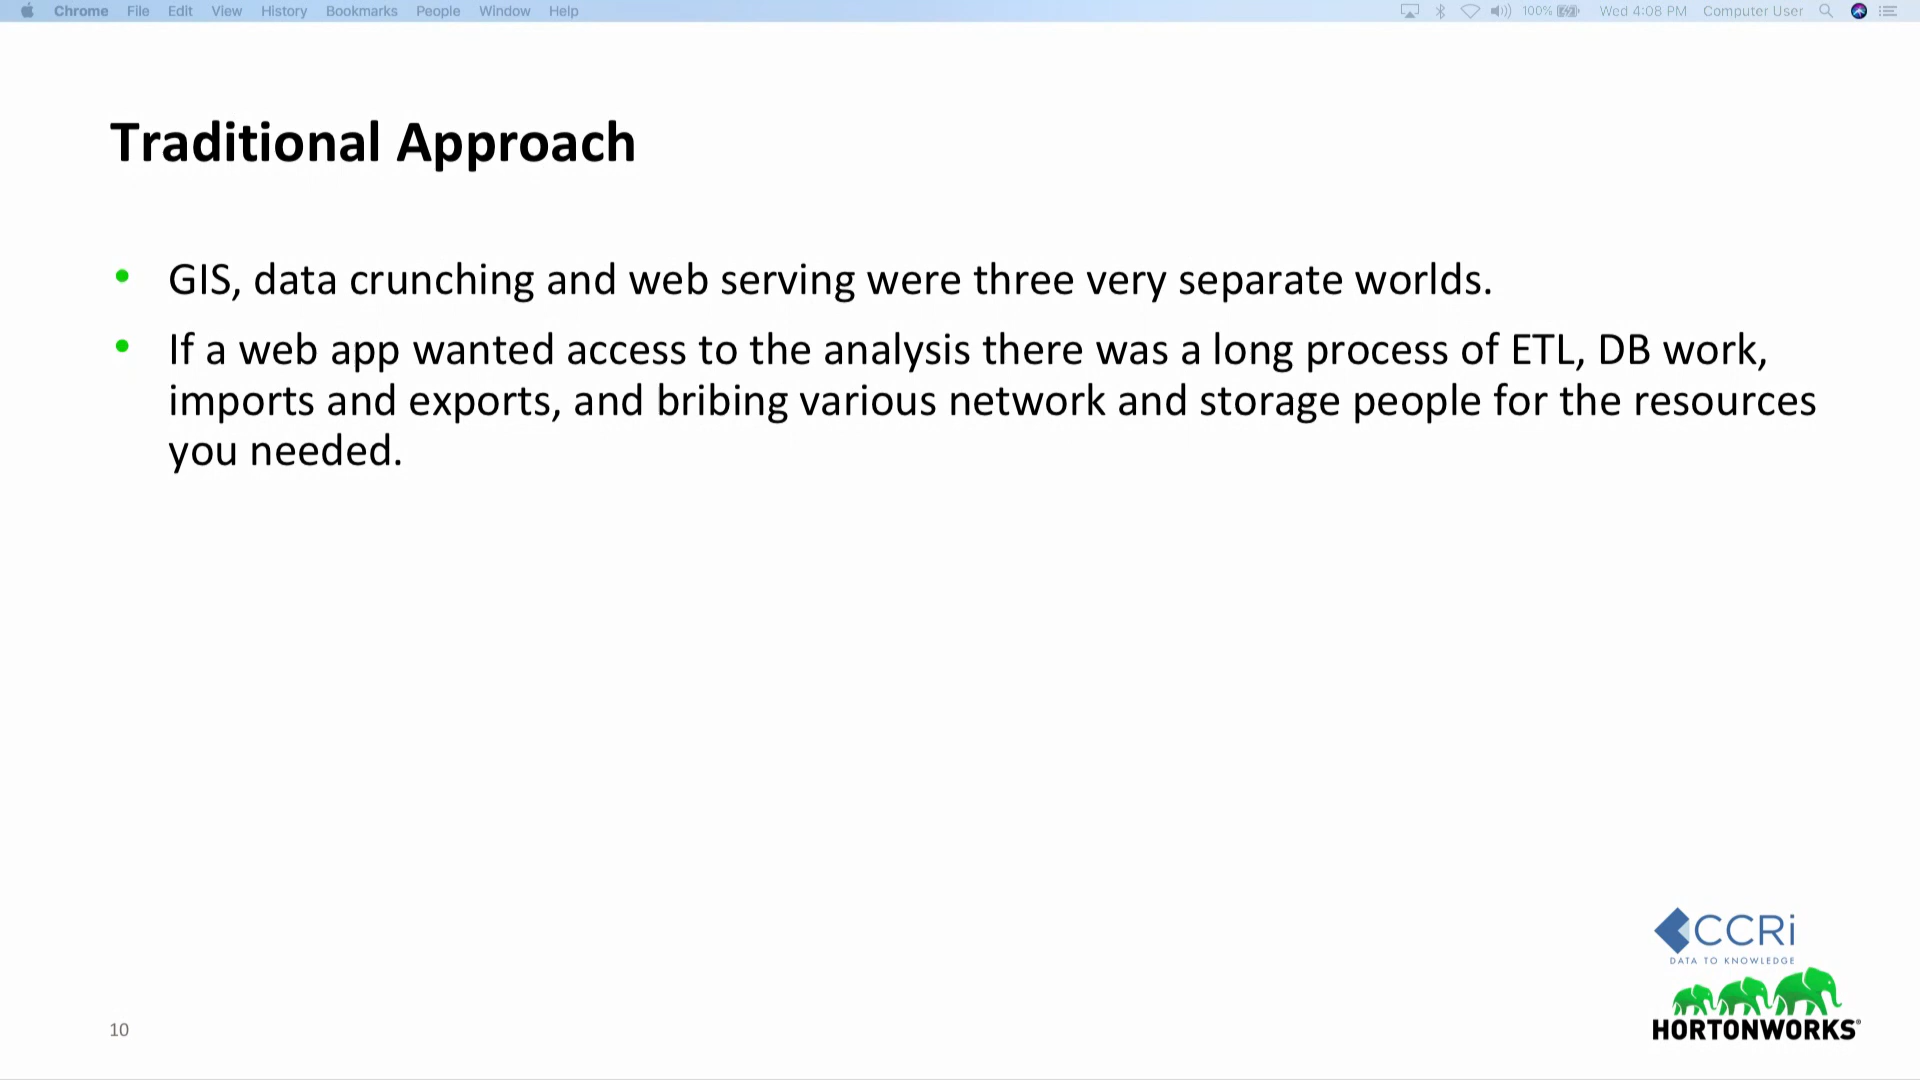 Chrome File Edit View History Bookmarks People Window Help 100% Wed 4:08 PM Computer User
Traditional Approach
• GIS, data crunching and web serving were three very separate worlds.
• If a web app wanted access to the analysis there was a long process of ETL, DB work,
imports and exports, and bribing various network and storage people for the resources
you needed.
CCRi
DATA TO KNOWLEDGE
HORTONWORKS®
10